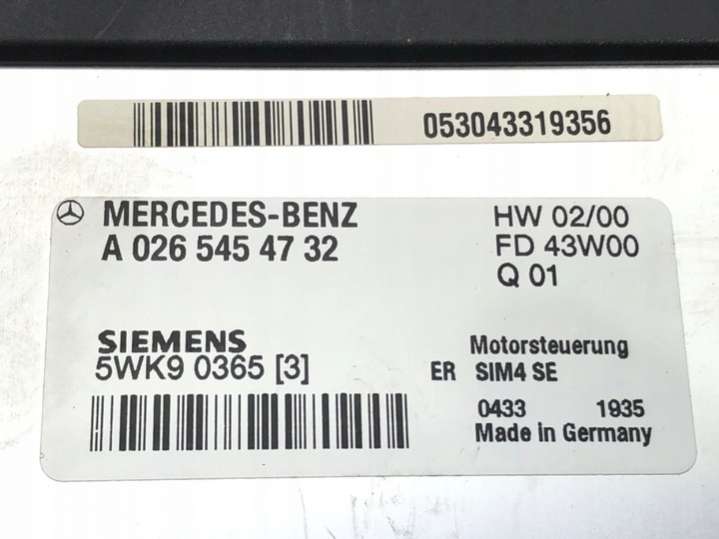 053043319356
MERCEDES-BENZ HW 02/00
A 026 545 47 32 FD 43W00
Q 01
SIEMENS Motorsteuerung
5WK9 0365 [3] ER SIM4 SE
0433 1935
Made in Germany